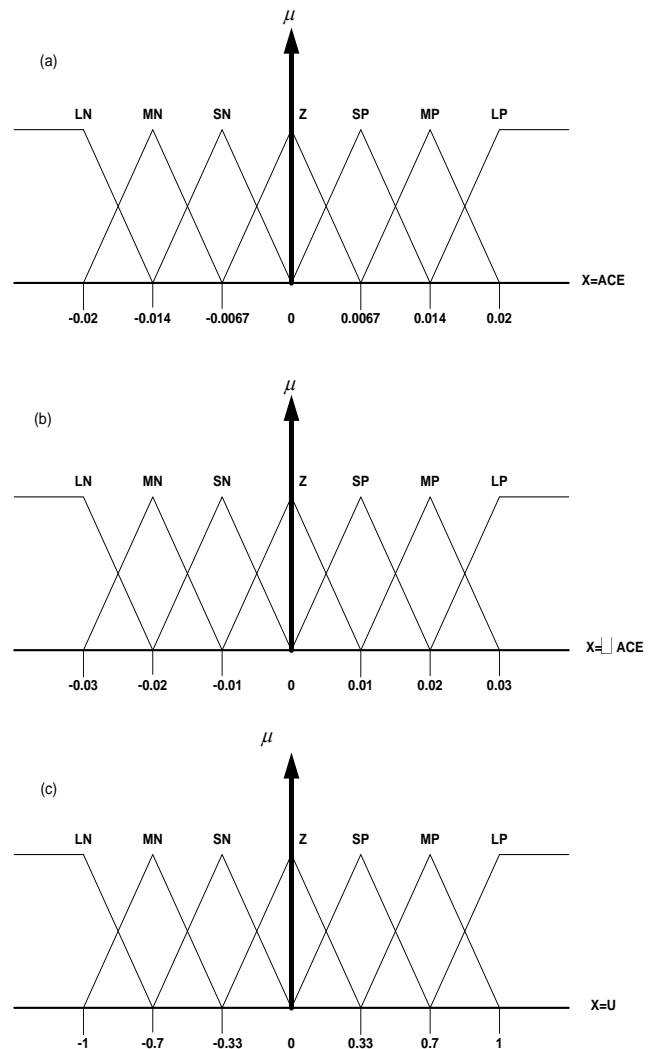 μ
(a)
LN MN SN Z SP MP LP
X=ACE
-0.02 -0.014 -0.0067 0 0.0067 0.014 0.02
μ
(b)
LN MN SN Z SP MP LP
X= ACE
-0.03 -0.02 -0.01 0 0.01 0.02 0.03
μ
(c)
LN MN SN Z SP MP LP
X=U
-1 -0.7 -0.33 0 0.33 0.7 1